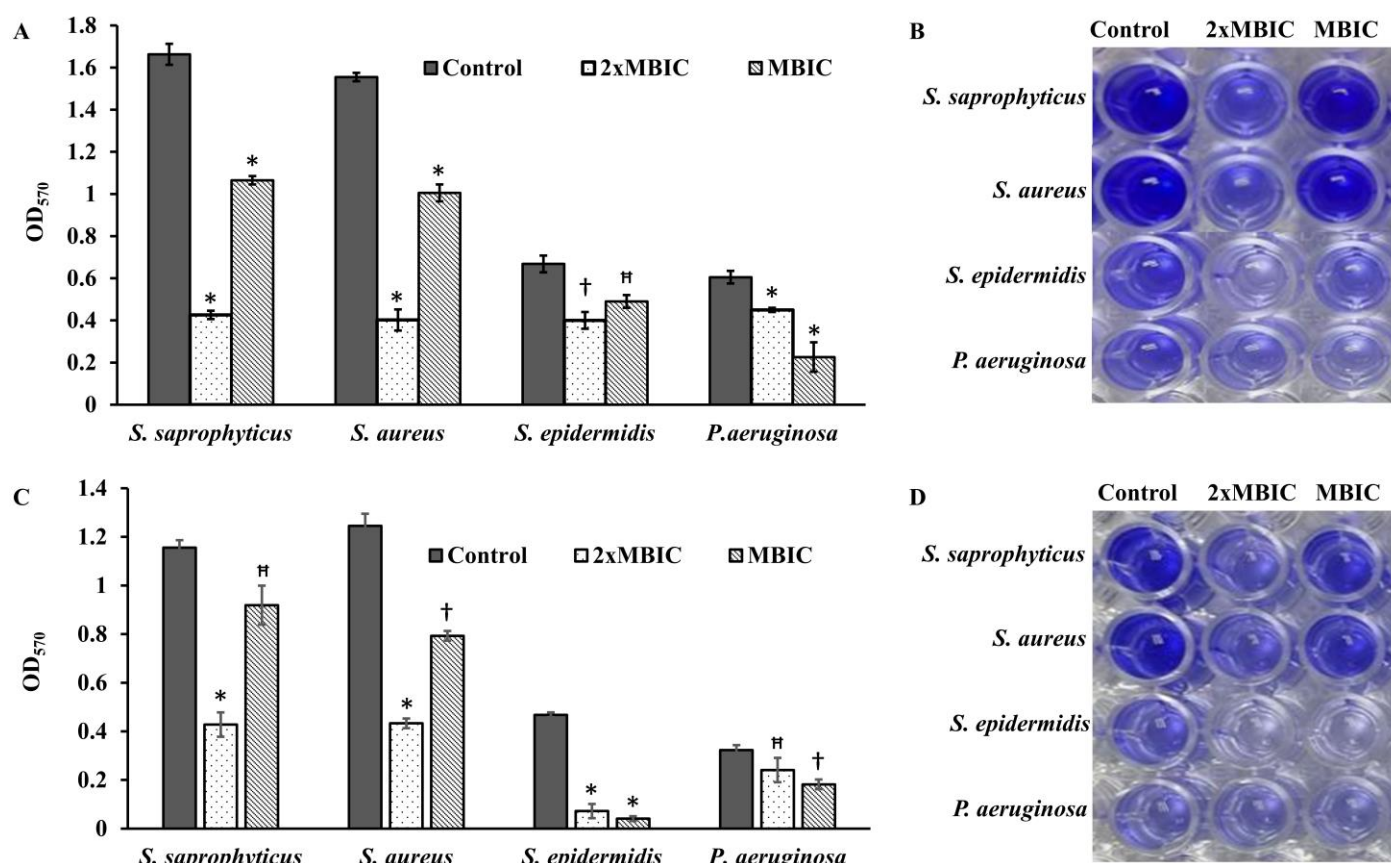 A
1.8
1.6
1.4
1.2
1
0.8
0.6
0.4
0.2
0
OD570
Control 2xMBIC MBIC
* * * * † ħ * *
S. saprophyticus S. aureus S. epidermidis P.aeruginosa
B
Control 2xMBIC MBIC
S. saprophyticus
S. aureus
S. epidermidis
P. aeruginosa
C
1.4
1.2
1
0.8
0.6
0.4
0.2
0
OD570
Control 2xMBIC MBIC
* ħ * † * * ħ †
S. saprophyticus S. aureus S. epidermidis P. aeruginosa
D
Control 2xMBIC MBIC
S. saprophyticus
S. aureus
S. epidermidis
P. aeruginosa